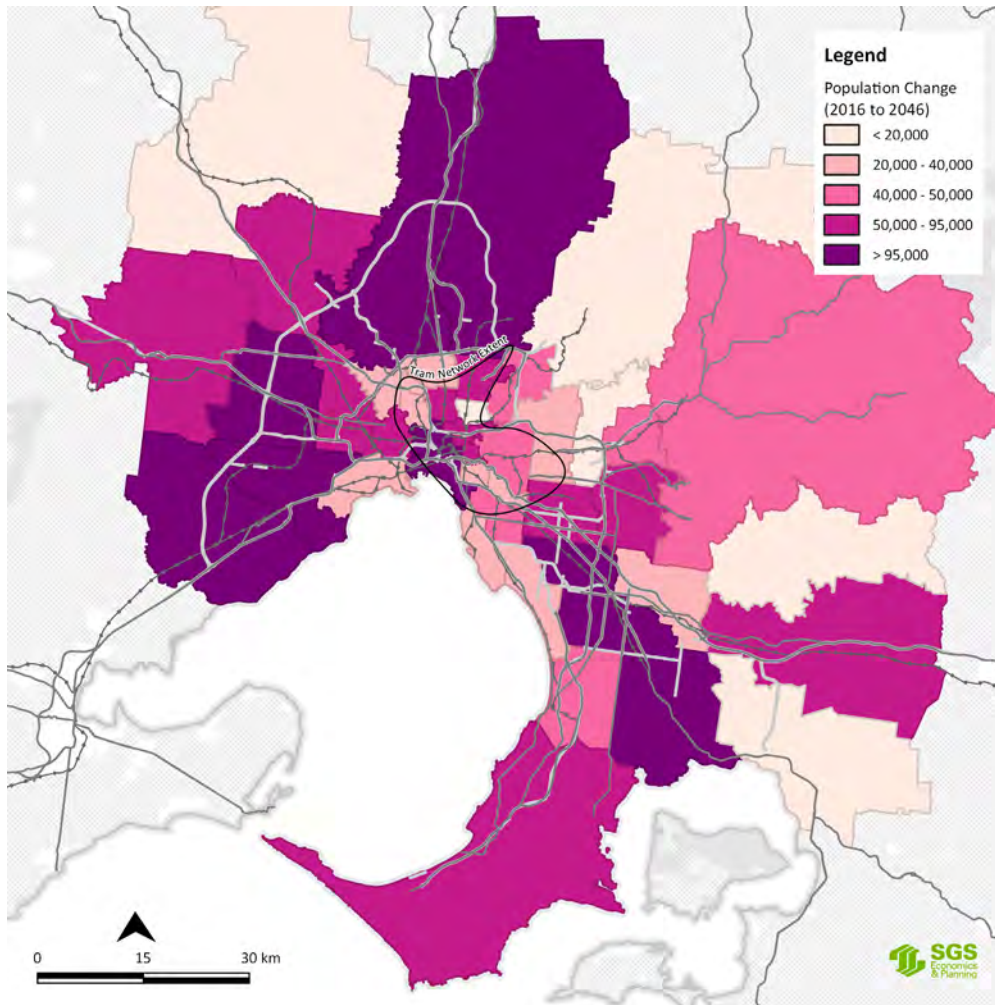 Legend
Population Change
(2016 to 2046)
< 20,000
20,000 - 40,000
40,000 - 50,000
50,000 - 95,000
> 95,000
Tram Network Extent
0 15 30 km
SGS
Economics
& Planning